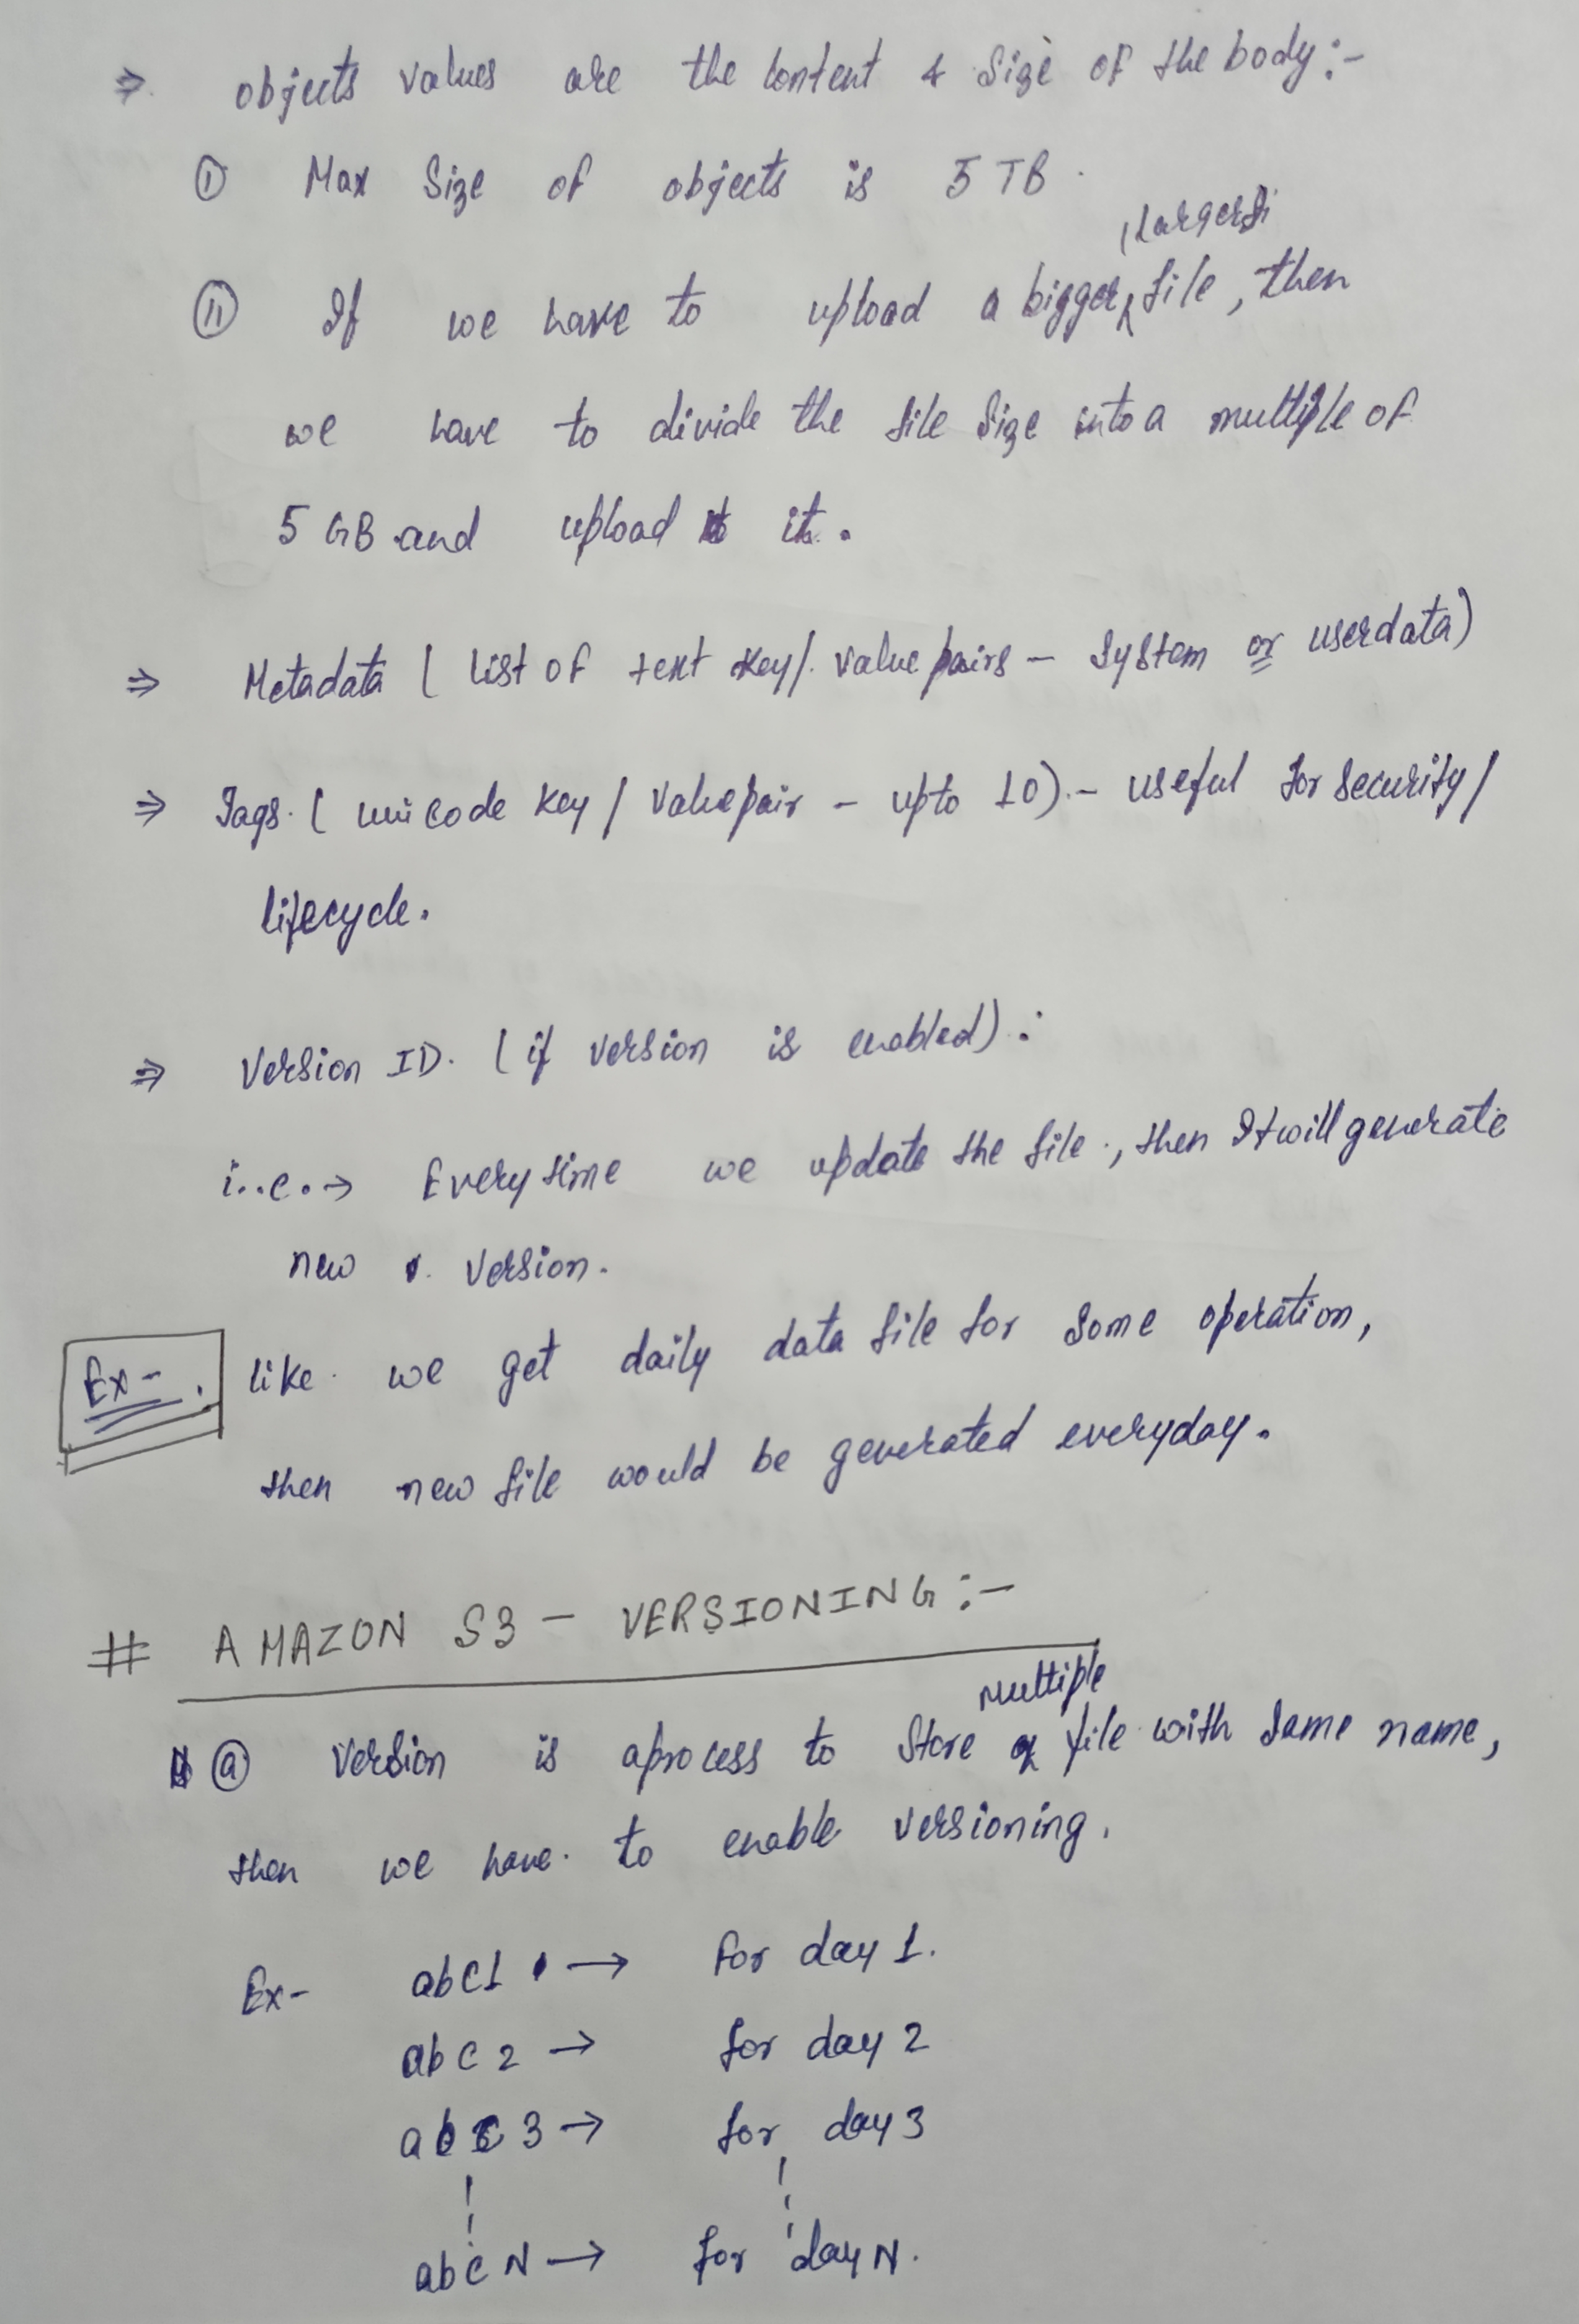 ⇒ objects values are the content & Size of the body:-
① Max Size of objects is 5 TB.
(largest)
② If we have to upload a bigger, file, then
we have to divide the file Size into a multiple of
5 GB and upload it.
⇒ Metadata ( list of text key/. value pairs - System or userdata)
⇒ Tags. ( unicode key / Value pair - upto 10).- useful for security/
lifecycle.
⇒ Version ID. (if version is enabled):
i..e.→ Every time we update the file., then It will generate
new version.
Ex-. like we get daily data file for some operation,
then new file would be generated everyday.
# AMAZON S3 - VERSIONING:-
multiple
ⓐ Version is a process to Store file with same name,
then we have. to enable versioning.
Ex- abc1 → for day 1.
abc 2 → for day 2
abc 3 → for day 3
abc N → for day N.